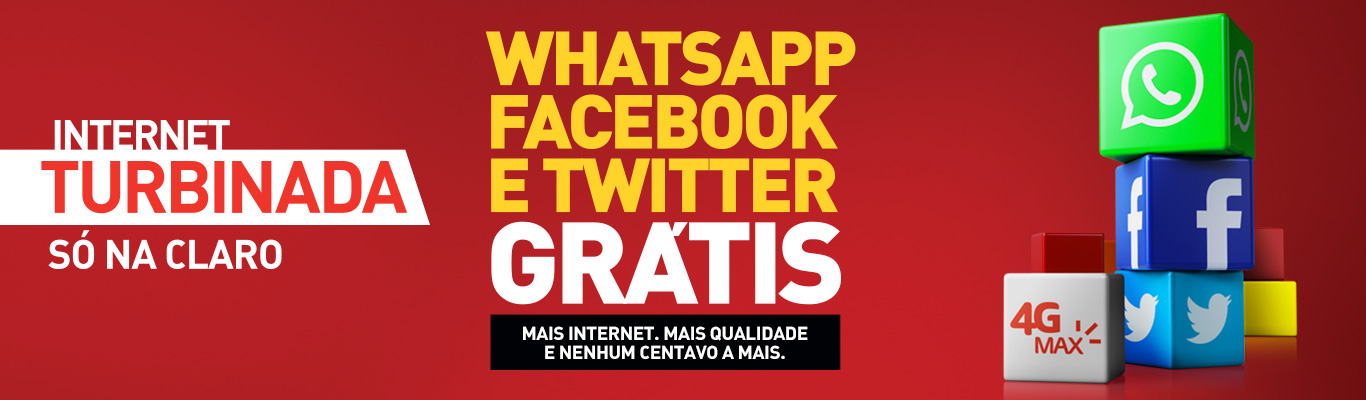 INTERNET
TURBINADA
SÓ NA CLARO
WHATSAPP
FACEBOOK
E TWITTER
GRÁTIS
MAIS INTERNET. MAIS QUALIDADE
E NENHUM CENTAVO A MAIS.
4G
MAX